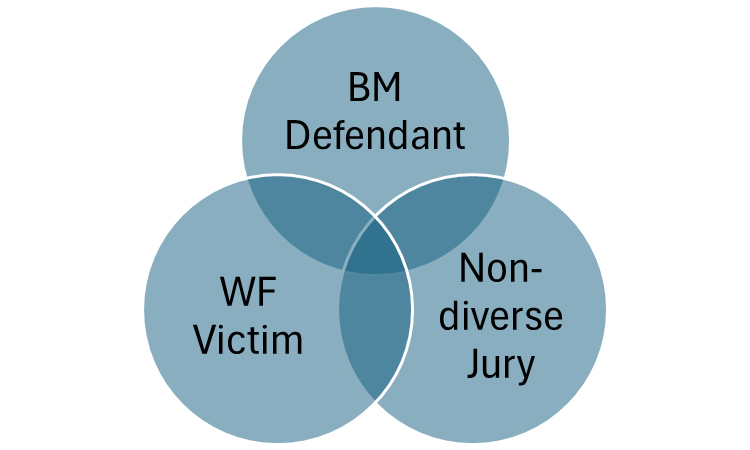 BM
Defendant
WF
Victim
Non-
diverse
Jury